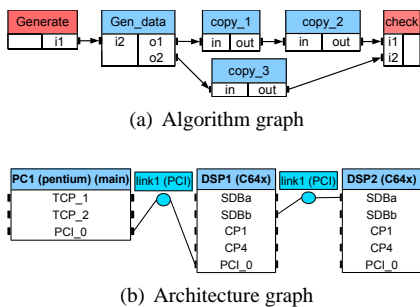 Generate Gen_data copy_1 copy_2 check
i1 i2 o1 in out in out i1
o2 i2
copy_3
in out
(a) Algorithm graph
PC1 (pentium) (main) link1 (PCI) DSP1 (C64x) link1 (PCI) DSP2 (C64x)
TCP_1 SDBa SDBa
TCP_2 SDBb SDBb
PCI_0 CP1 CP1
CP4 CP4
PCI_0 PCI_0
(b) Architecture graph